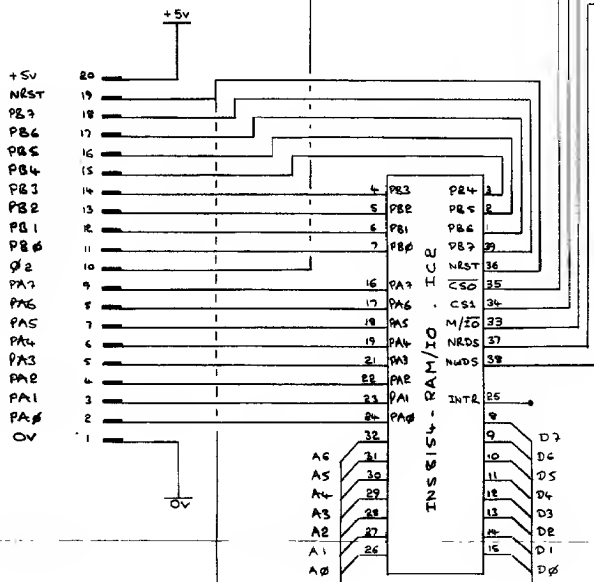 +5v
+5v 20
NRST 19
PB7 18
PB6 17
PB5 16
PB4 15
PB3 14
PB2 13
PB1 12
PBØ 11
Ø2 10
PA7 9
PA6 8
PA5 7
PA4 6
PA3 5
PA2 4
PA1 3
PAØ 2
0V 1
0v
4 PB3
5 PB2
6 PB1
7 PBØ
16 PA7
17 PA6
18 PA5
19 PA4
21 PA3
22 PA2
23 PA1
24 PAØ
32
31
30
29
28
27
26
A6
A5
A4
A3
A2
A1
AØ
INS8154 - RAM/IO . IC2
PB4 3
PB5 2
PB6 1
PB7 39
NRST 36
CS0 35
CS1 34
M/IO 33
NRDS 37
NWDS 38
INTR 25
8
9
10
11
12
13
14
15
D7
D6
D5
D4
D3
D2
D1
DØ